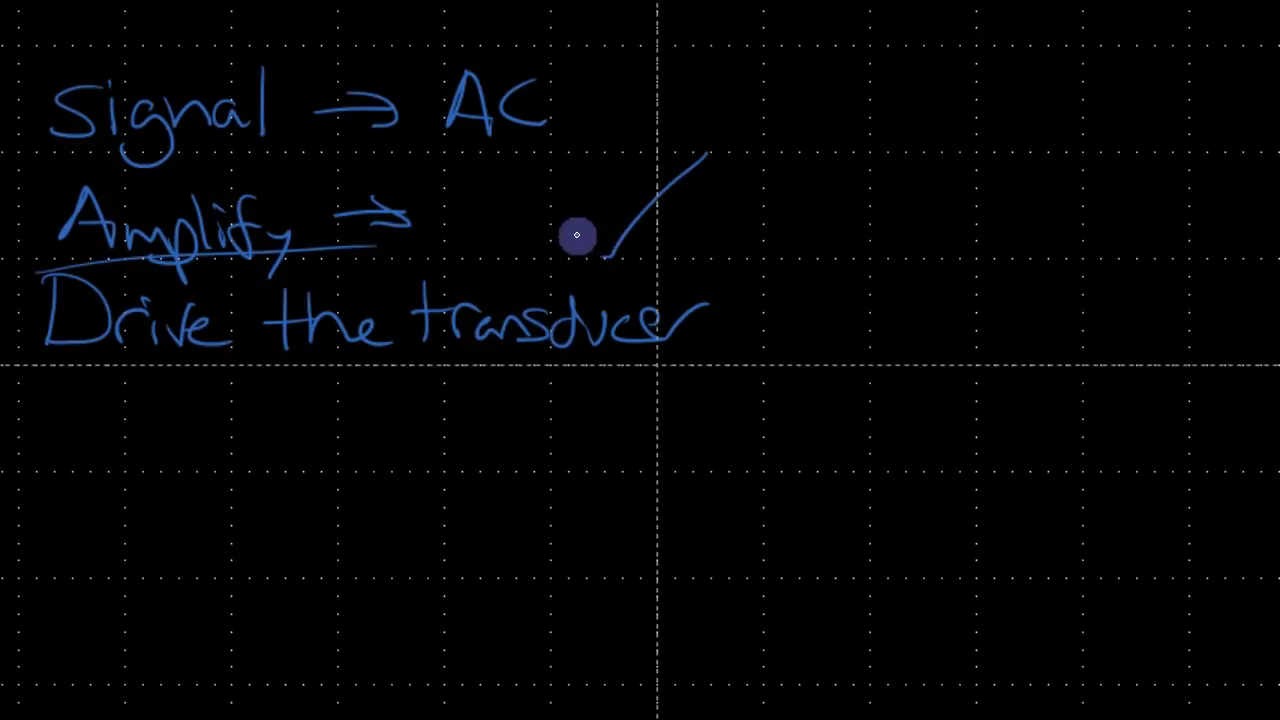 Signal → AC
Amplify →
Drive the transducer